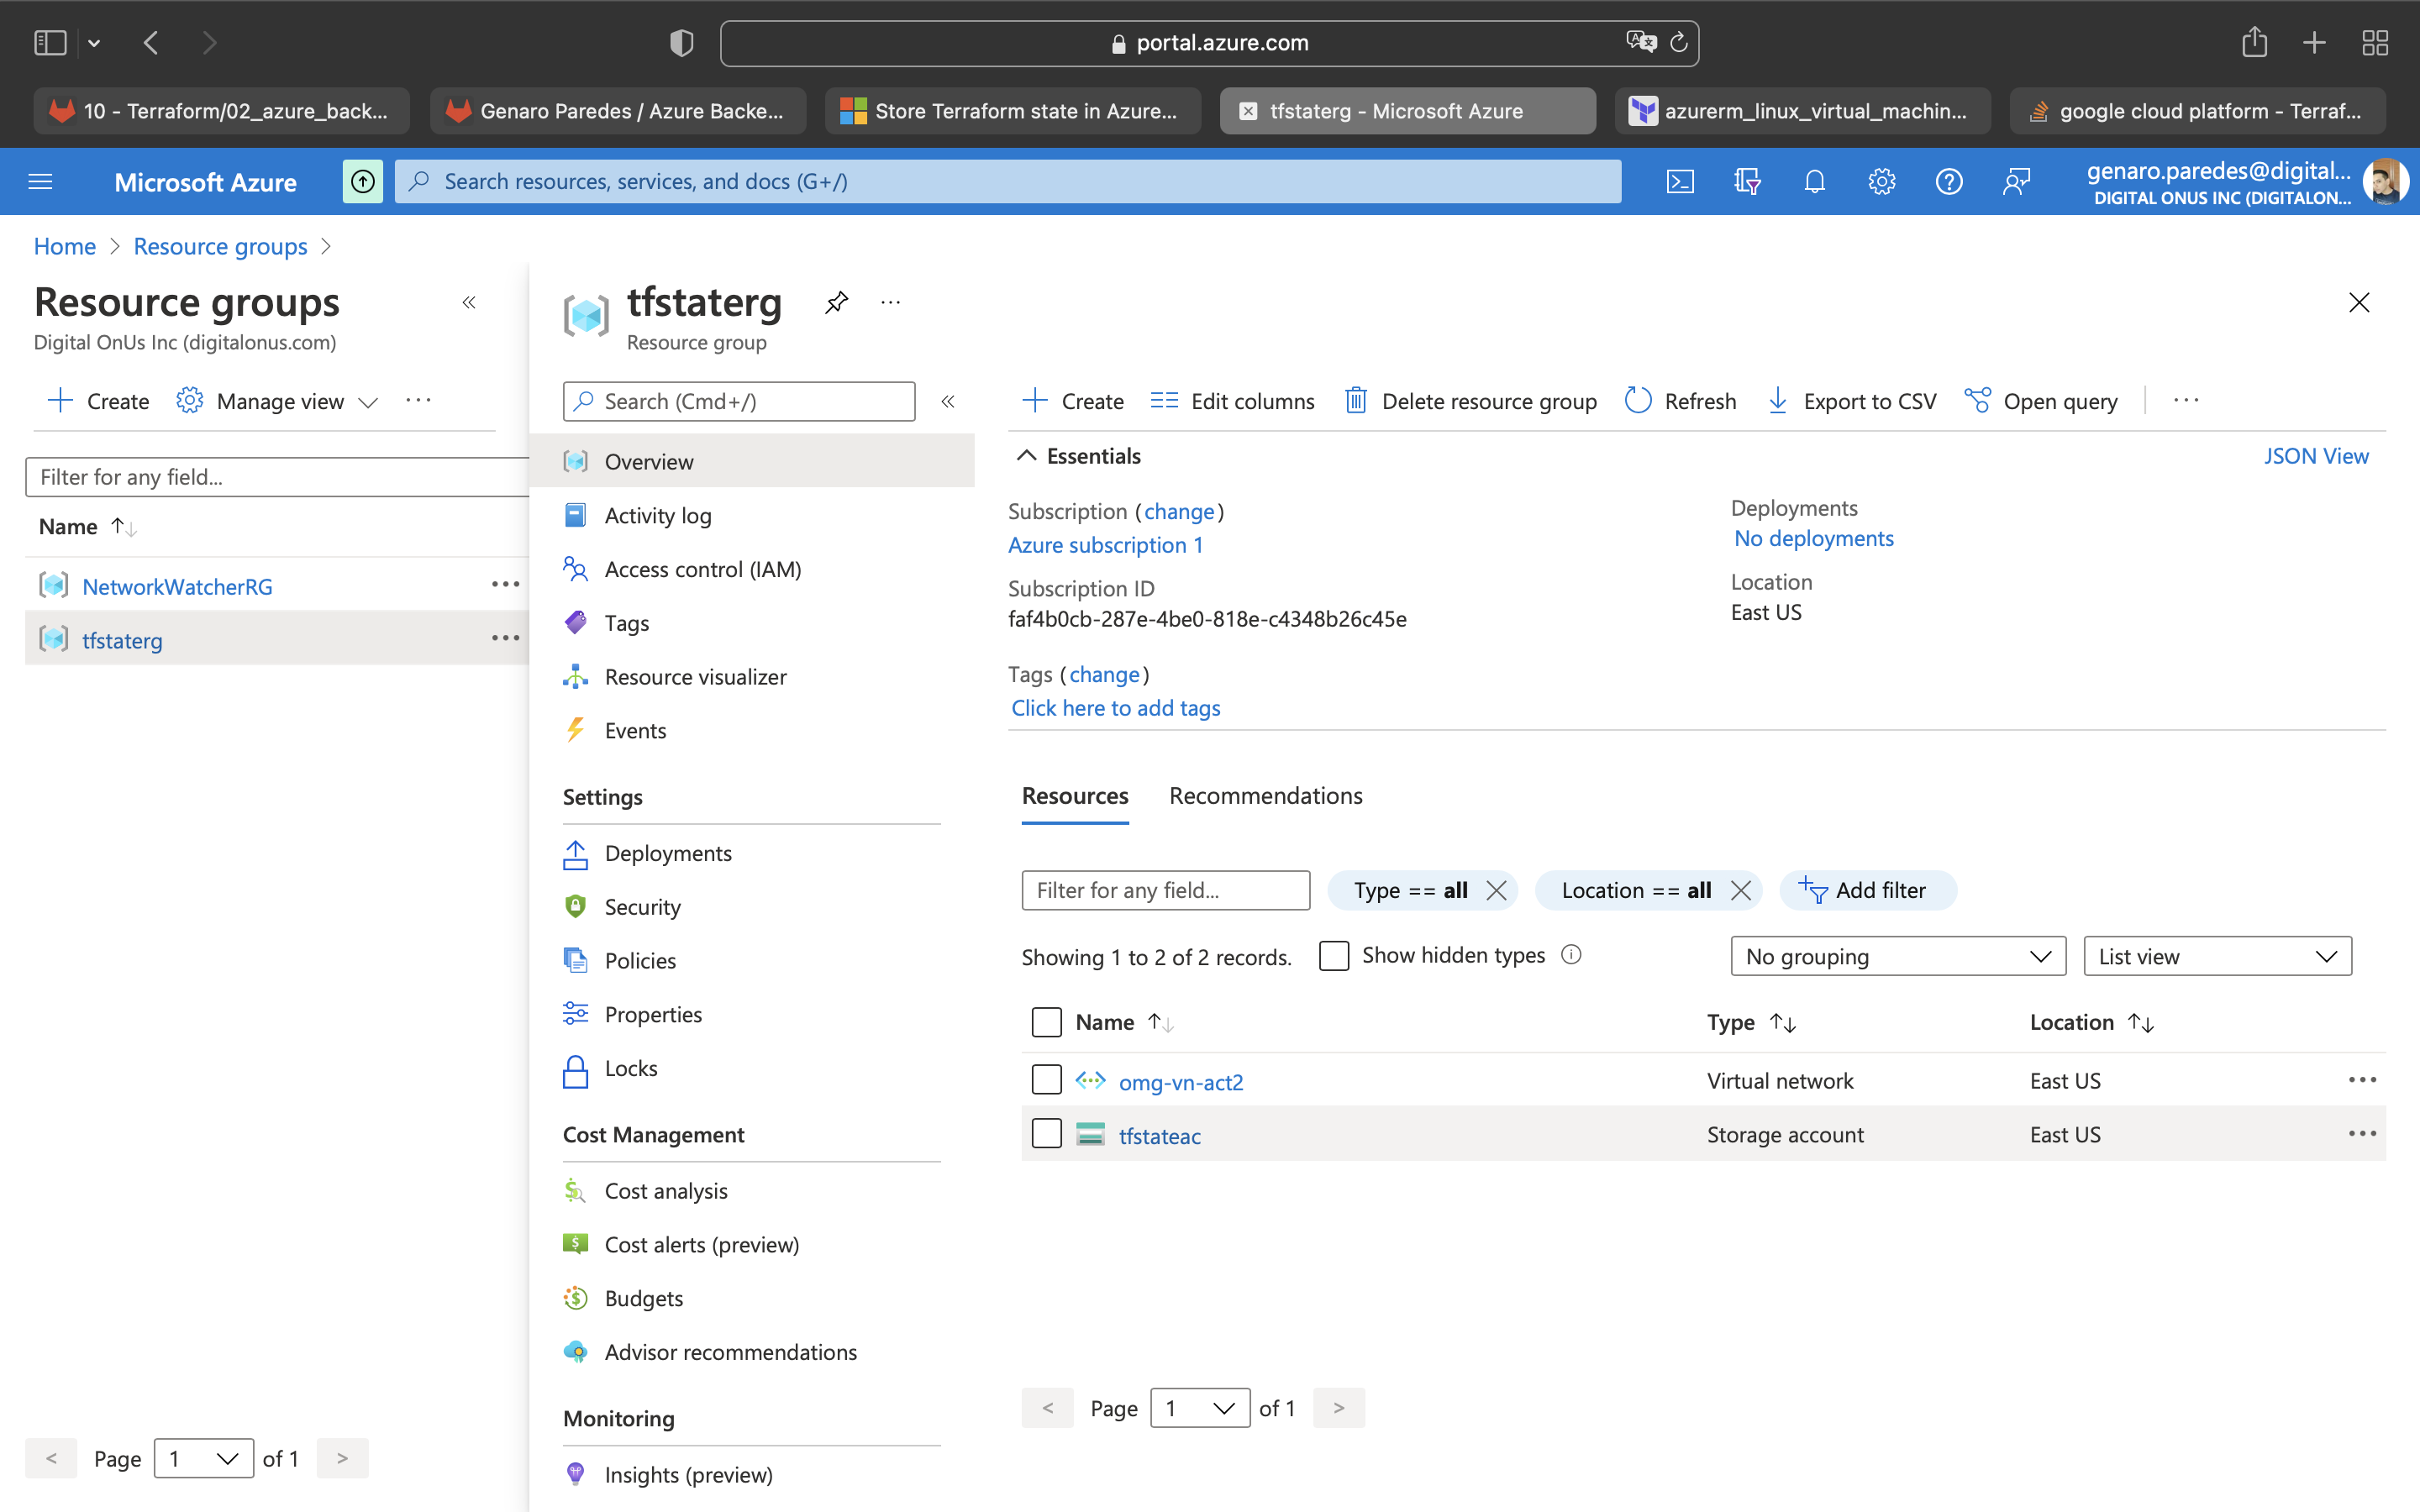 portal.azure.com
10 - Terraform/02_azure_back...
Genaro Paredes / Azure Backe...
Store Terraform state in Azure...
tfstaterg - Microsoft Azure
azurerm_linux_virtual_machin...
google cloud platform - Terraf...
Microsoft Azure
Search resources, services, and docs (G+/)
genaro.paredes@digital...
DIGITAL ONUS INC (DIGITALON...
Home > Resource groups >
Resource groups
Digital OnUs Inc (digitalonus.com)
Create
Manage view
...
Filter for any field...
Name
NetworkWatcherRG
tfstaterg
< Page 1 of 1 >
tfstaterg
Resource group
Search (Cmd+/)
Overview
Activity log
Access control (IAM)
Tags
Resource visualizer
Events
Settings
Deployments
Security
Policies
Properties
Locks
Cost Management
Cost analysis
Cost alerts (preview)
Budgets
Advisor recommendations
Monitoring
Insights (preview)
Create
Edit columns
Delete resource group
Refresh
Export to CSV
Open query
Essentials
JSON View
Subscription (change)
Azure subscription 1
Subscription ID
faf4b0cb-287e-4be0-818e-c4348b26c45e
Tags (change)
Click here to add tags
Deployments
No deployments
Location
East US
Resources
Recommendations
Filter for any field...
Type == all
Location == all
Add filter
Showing 1 to 2 of 2 records.
Show hidden types
No grouping
List view
Name Type Location
omg-vn-act2 Virtual network East US
tfstateac Storage account East US
< Page 1 of 1 >